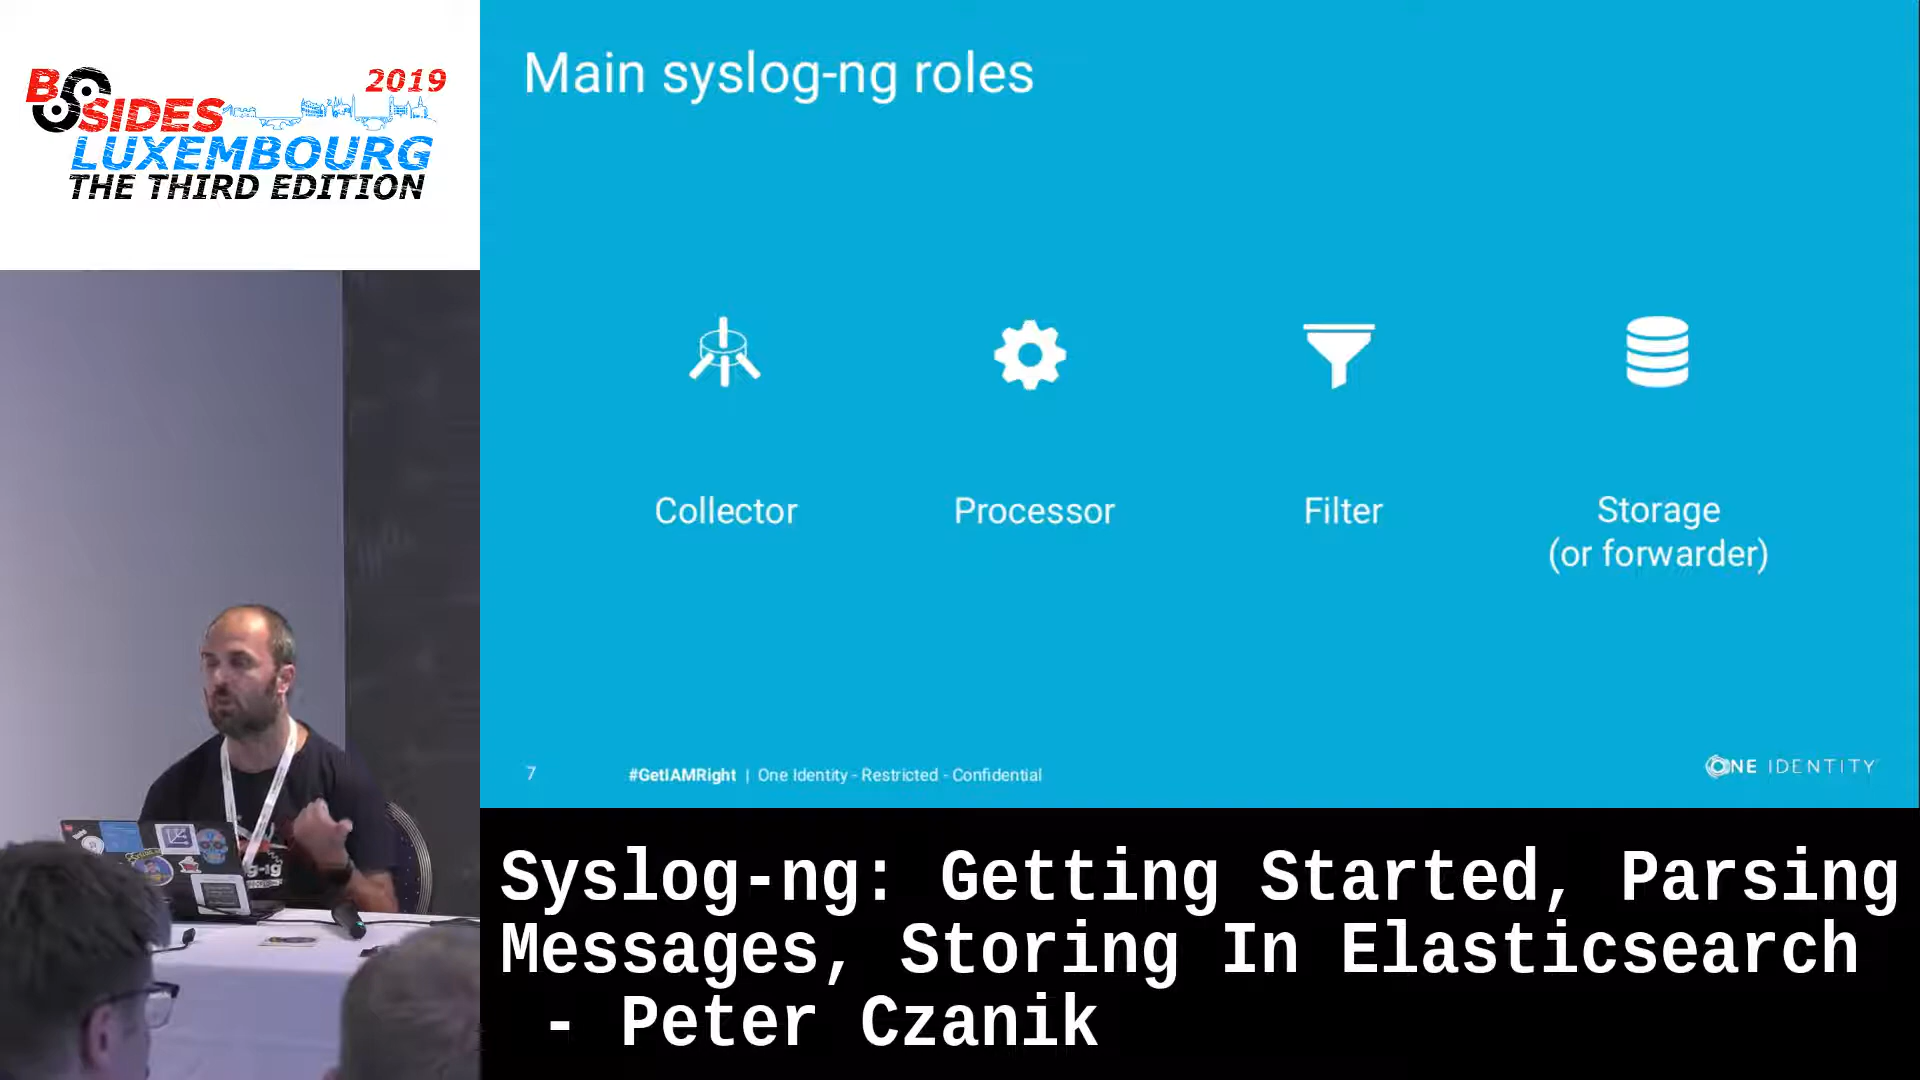 BSIDES
2019
LUXEMBOURG
THE THIRD EDITION
Main syslog-ng roles
Collector
Processor
Filter
Storage
(or forwarder)
7
#GetIAMRight | One Identity - Restricted - Confidential
ONE IDENTITY
Syslog-ng: Getting Started, Parsing
Messages, Storing In Elasticsearch
- Peter Czanik